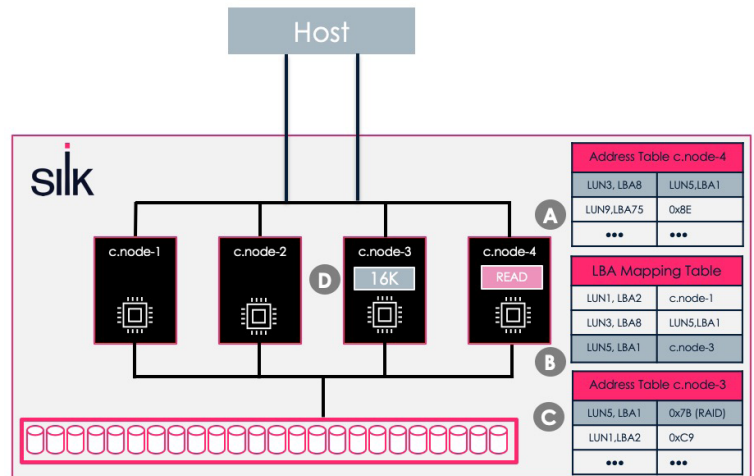 Host
silk
c.node-1
c.node-2
c.node-3
16K
c.node-4
READ
A
B
C
D
Address Table c.node-4
LUN3, LBA8 LUN5,LBA1
LUN9,LBA75 0x8E
••• •••
LBA Mapping Table
LUN1, LBA2 c.node-1
LUN3, LBA8 LUN5,LBA1
LUN5, LBA1 c.node-3
Address Table c.node-3
LUN5, LBA1 0x7B (RAID)
LUN1,LBA2 0xC9
••• •••